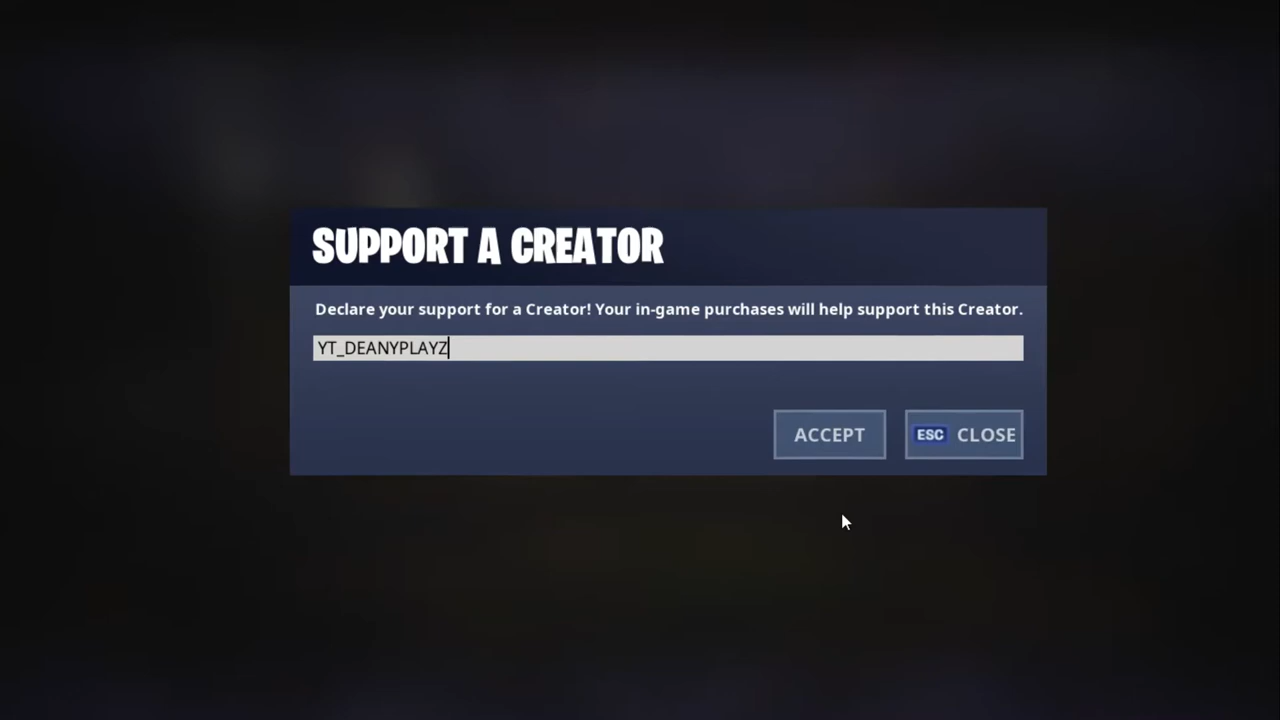 SUPPORT A CREATOR
Declare your support for a Creator! Your in-game purchases will help support this Creator.
YT_DEANYPLAYZ
ACCEPT
ESC CLOSE